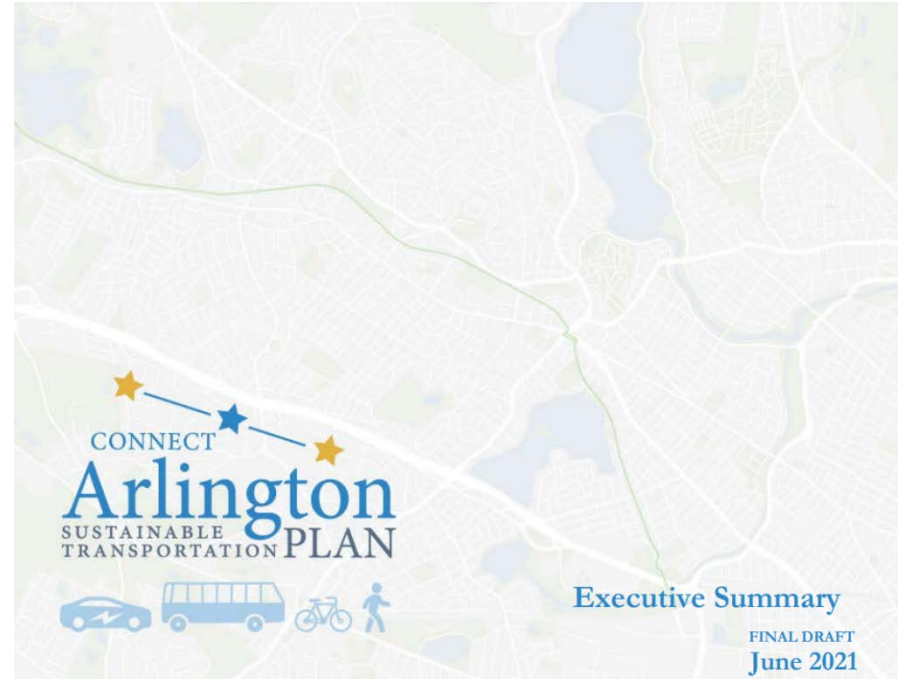 CONNECT
Arlington
SUSTAINABLE
TRANSPORTATION PLAN
Executive Summary
FINAL DRAFT
June 2021